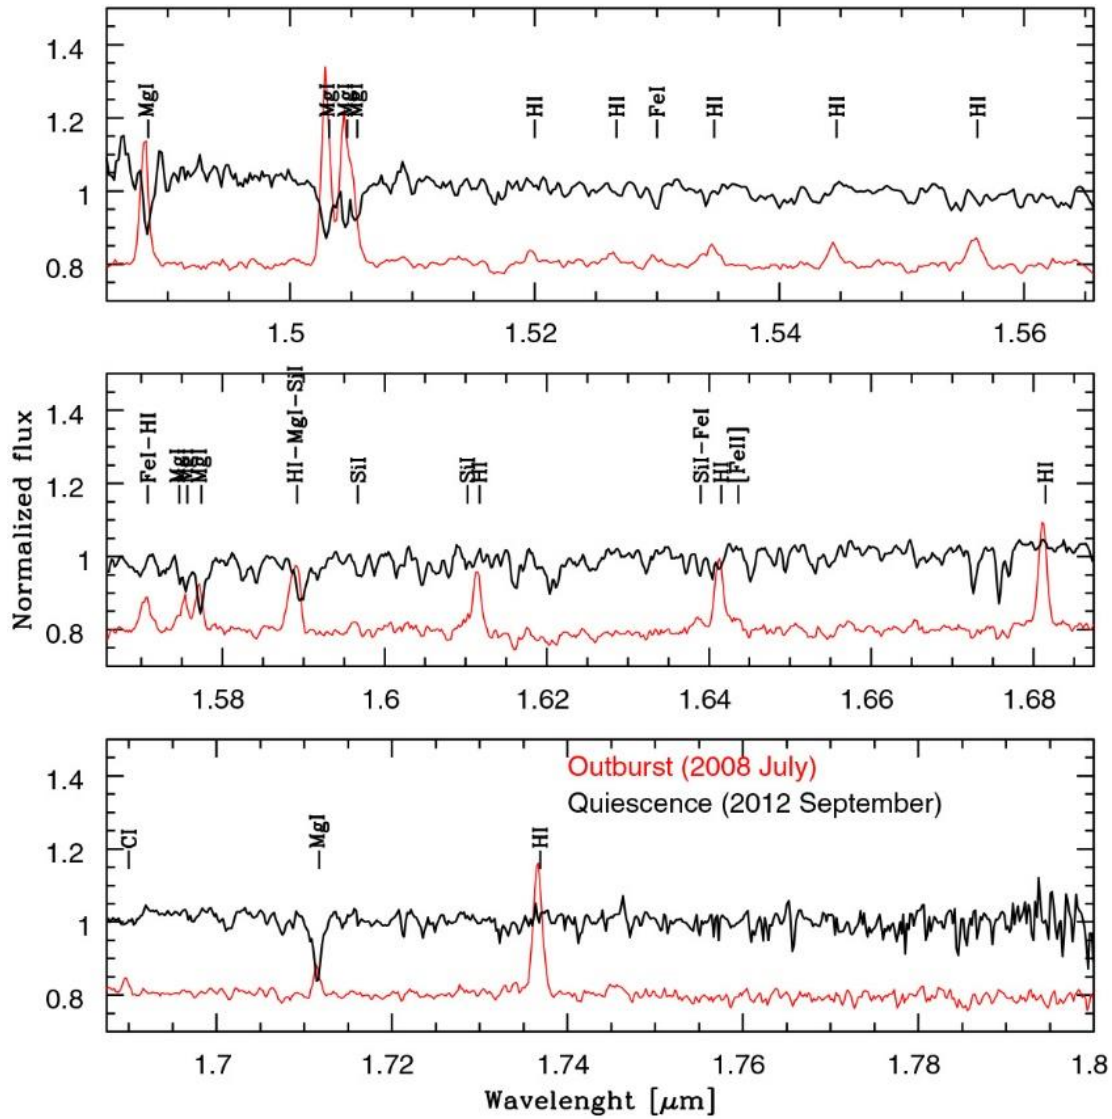 1.4
1.2
1
0.8
MgI
MgI
MgI
MgI
HI
HI
FeI
HI
HI
HI
1.5
1.52
1.54
1.56
Normalized flux
1.4
1.2
1
0.8
FeI-HI
MgI
MgI
MgI
HI-MgI-SiI
SiI
SiI
HI
SiI-FeI
HI
[FeII]
HI
1.58
1.6
1.62
1.64
1.66
1.68
1.4
1.2
1
0.8
CI
MgI
HI
Outburst (2008 July)
Quiescence (2012 September)
1.7
1.72
1.74
1.76
1.78
1.8
Wavelenght [μm]